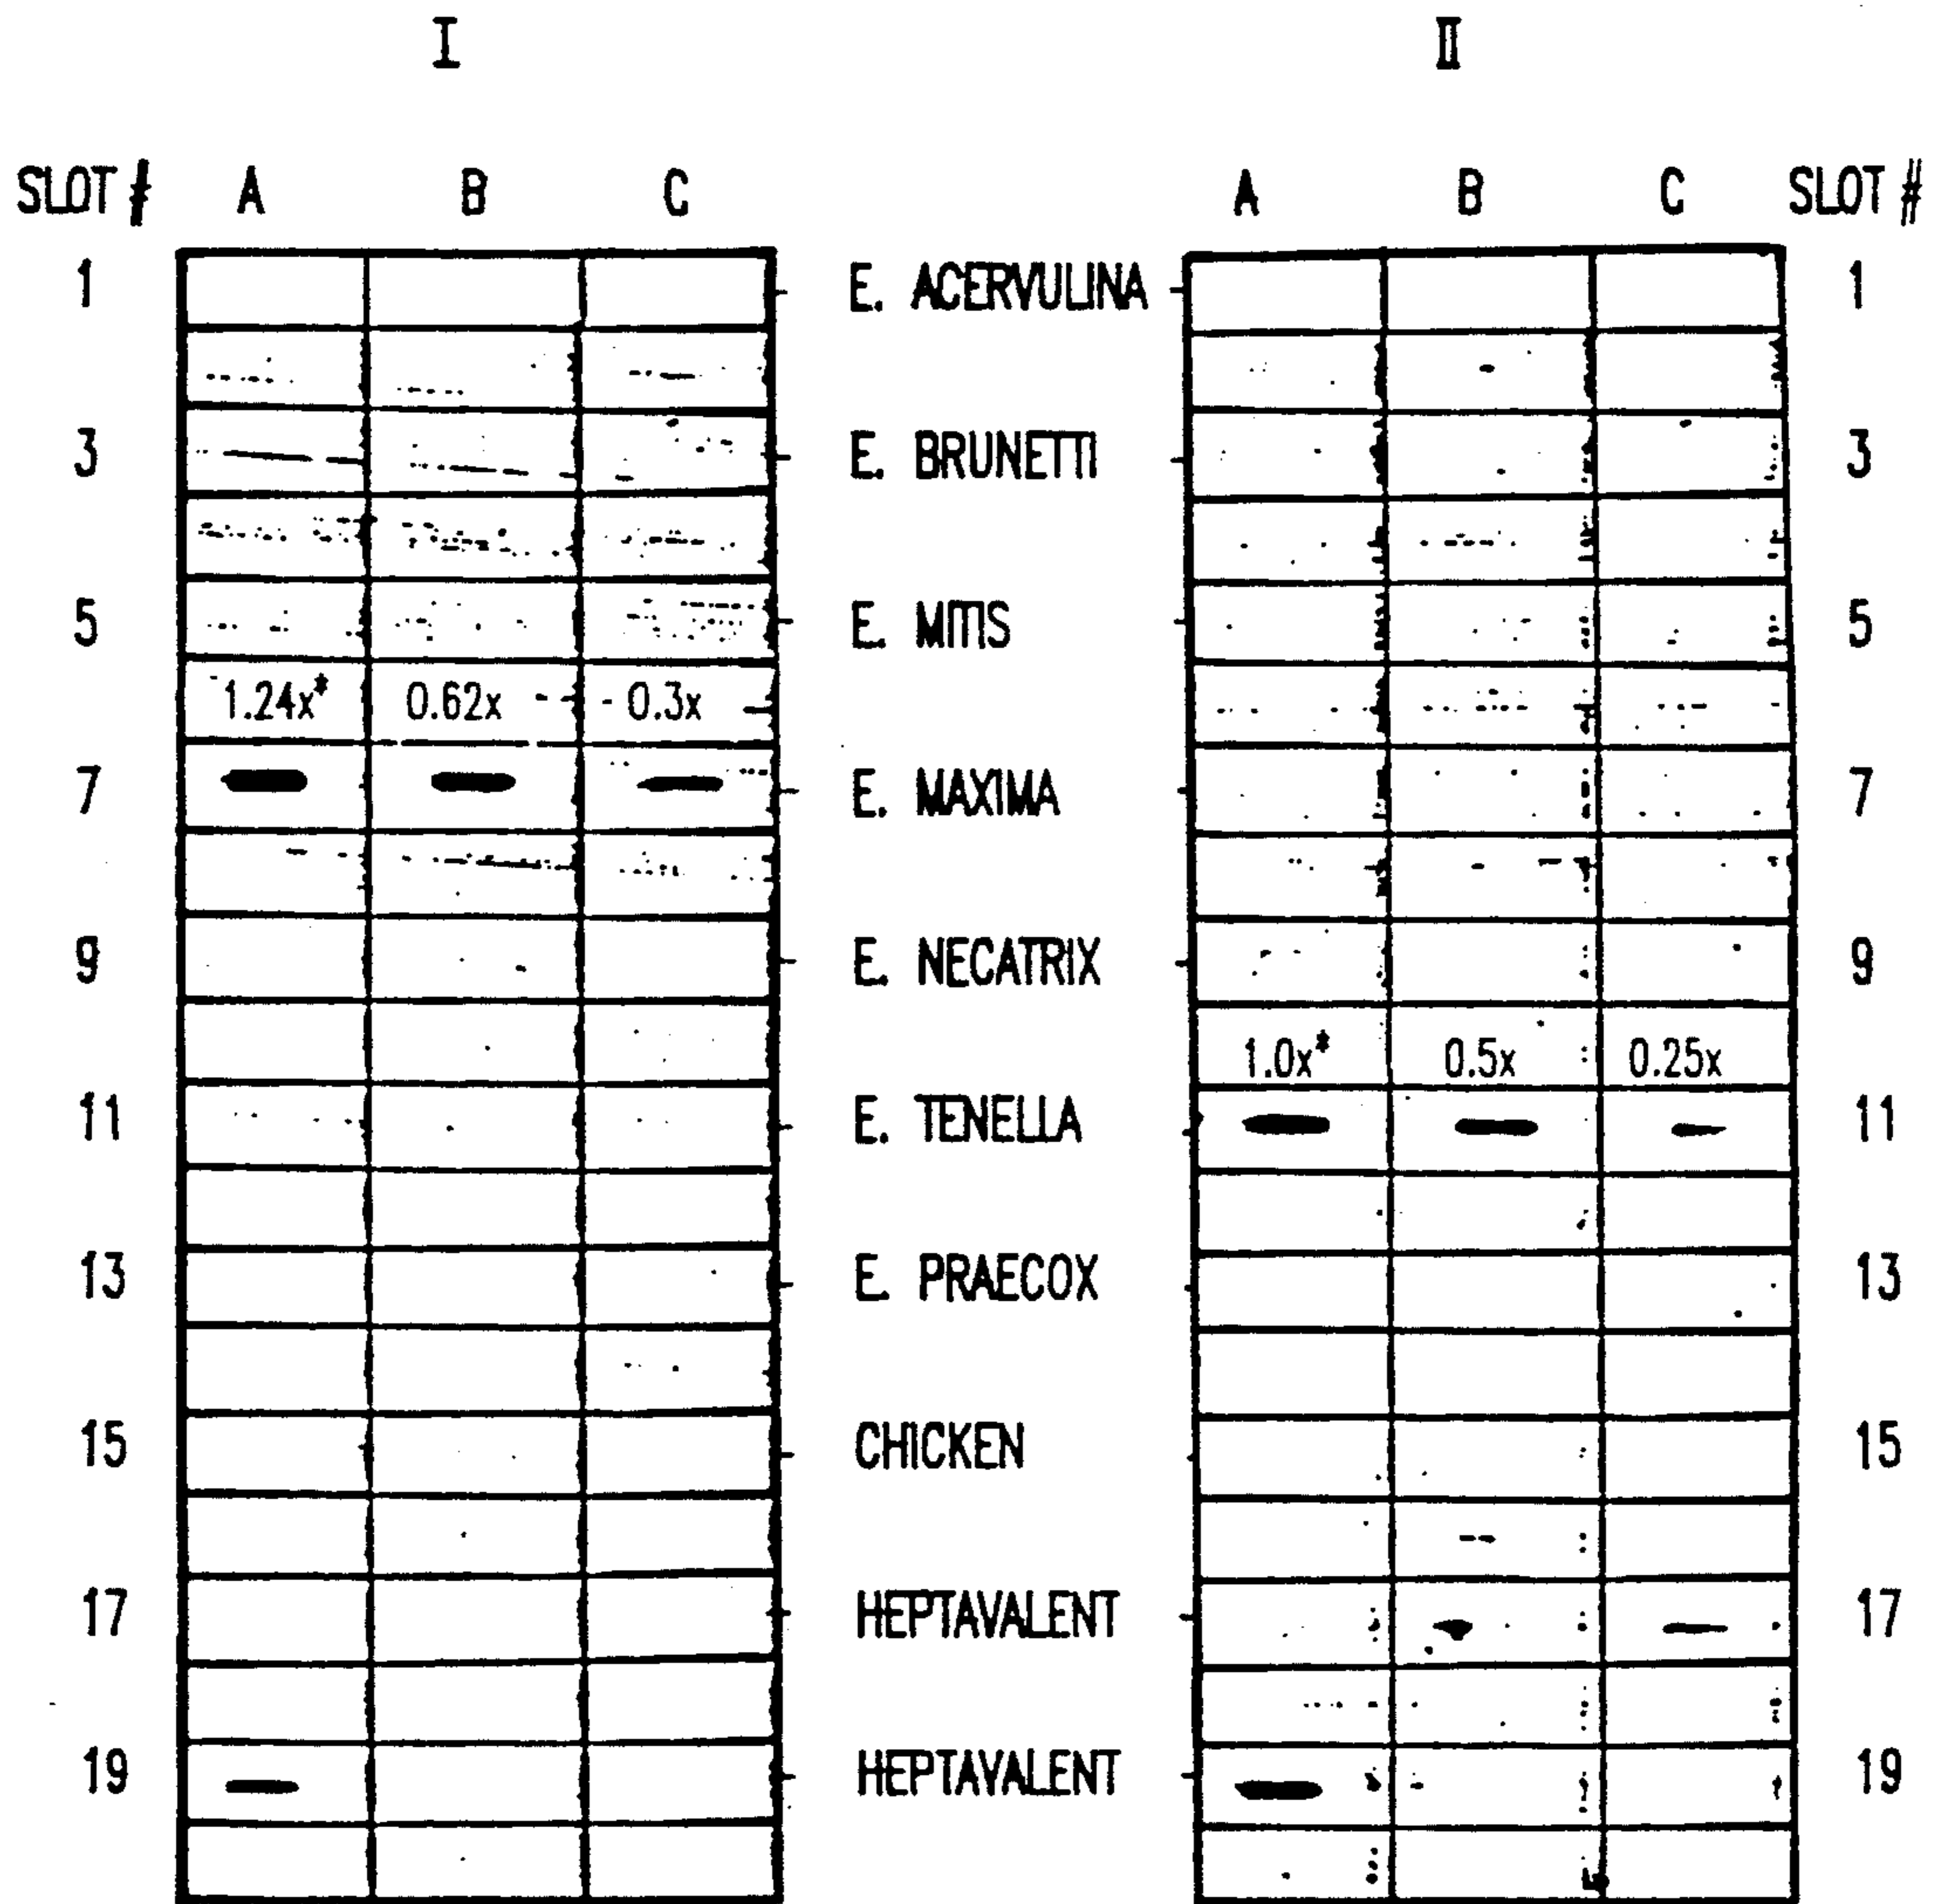 I II
SLOT # A B C A B C SLOT #
1 E. ACERVULINA 1
3 E. BRUNETTI 3
5 E. MITIS 5
1.24x* 0.62x 0.3x
7 E. MAXIMA 7
9 E. NECATRIX 9
1.0x* 0.5x 0.25x
11 E. TENELLA 11
13 E. PRAECOX 13
15 CHICKEN 15
17 HEPTAVALENT 17
19 HEPTAVALENT 19